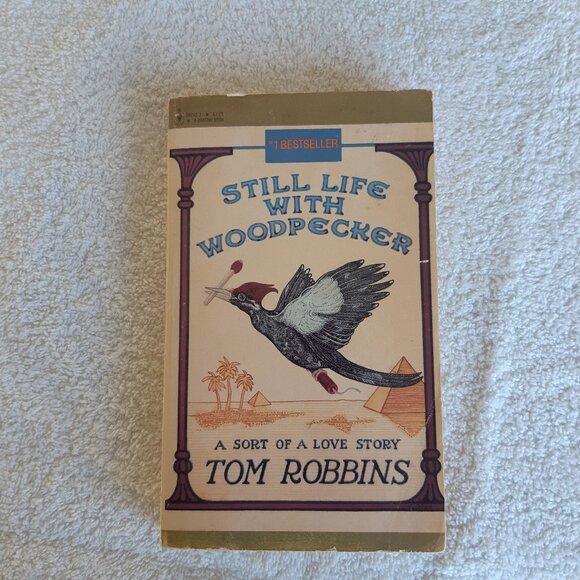 #1 BESTSELLER
STILL LIFE
WITH
WOODPECKER
A SORT OF A LOVE STORY
TOM ROBBINS